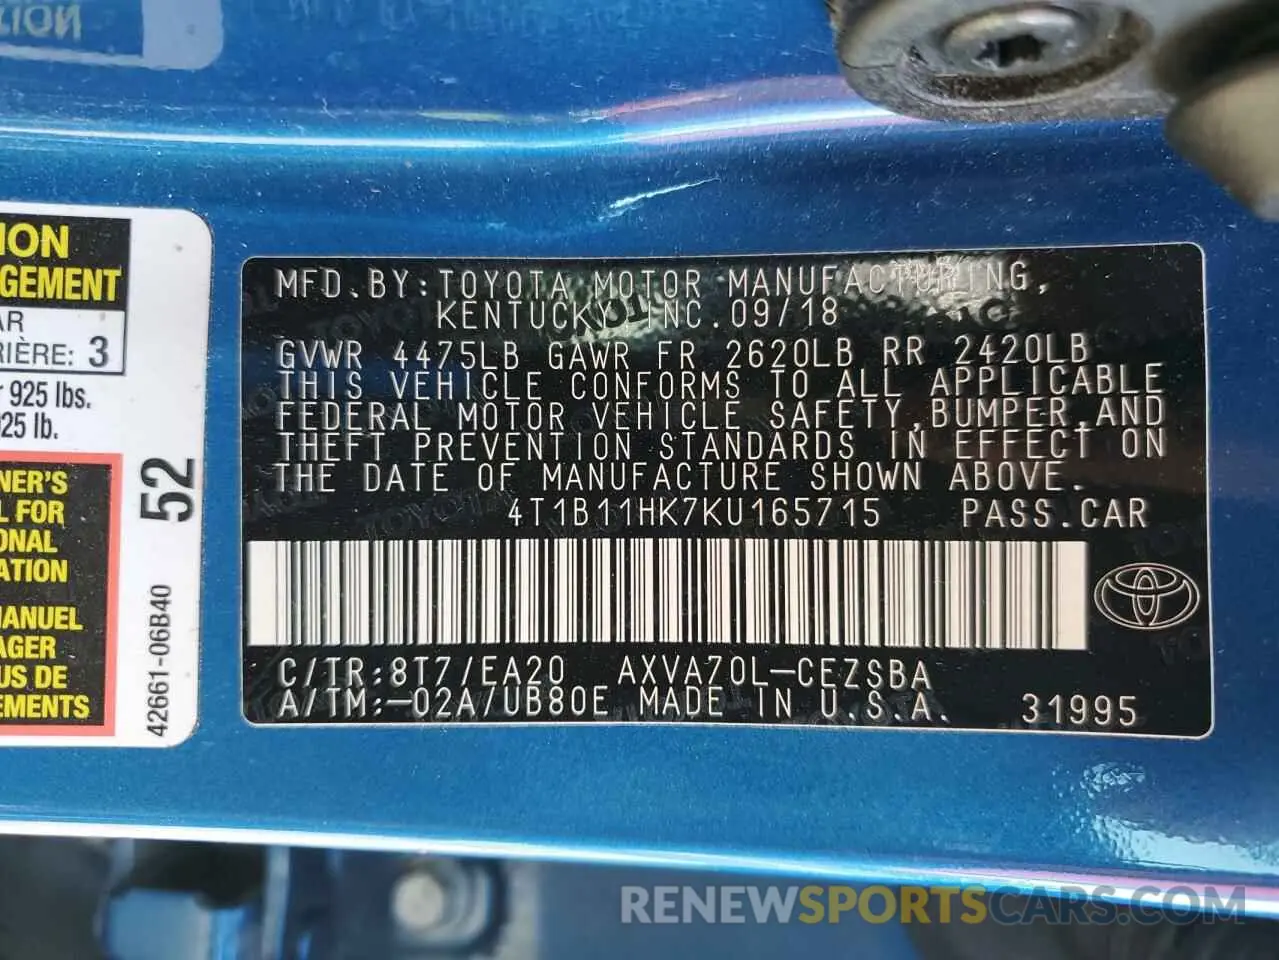 ION
GEMENT
AR
RIÈRE: 3
925 lbs.
25 lb.
NER'S
L FOR
ONAL
ATION
MANUEL
AGER
US DE
EMENTS
52
42661-06B40
MFD.BY:TOYOTA MOTOR MANUFACTURING,
KENTUCKY, INC.09/18
GVWR 4475LB GAWR FR 2620LB RR 2420LB
THIS VEHICLE CONFORMS TO ALL APPLICABLE
FEDERAL MOTOR VEHICLE SAFETY,BUMPER,AND
THEFT PREVENTION STANDARDS IN EFFECT ON
THE DATE OF MANUFACTURE SHOWN ABOVE.
4T1B11HK7KU165715 PASS.CAR
C/TR:8T7/EA20 AXVA70L-CEZSBA
A/TM:-02A/UB80E MADE IN U.S.A. 31995
RENEWSPORTSCARS.COM